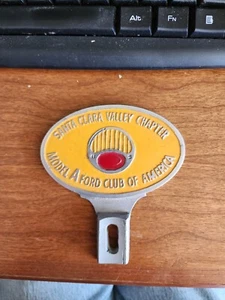 Alt
Fn
SANTA CLARA VALLEY CHAPTER
MODEL A FORD CLUB OF AMERICA